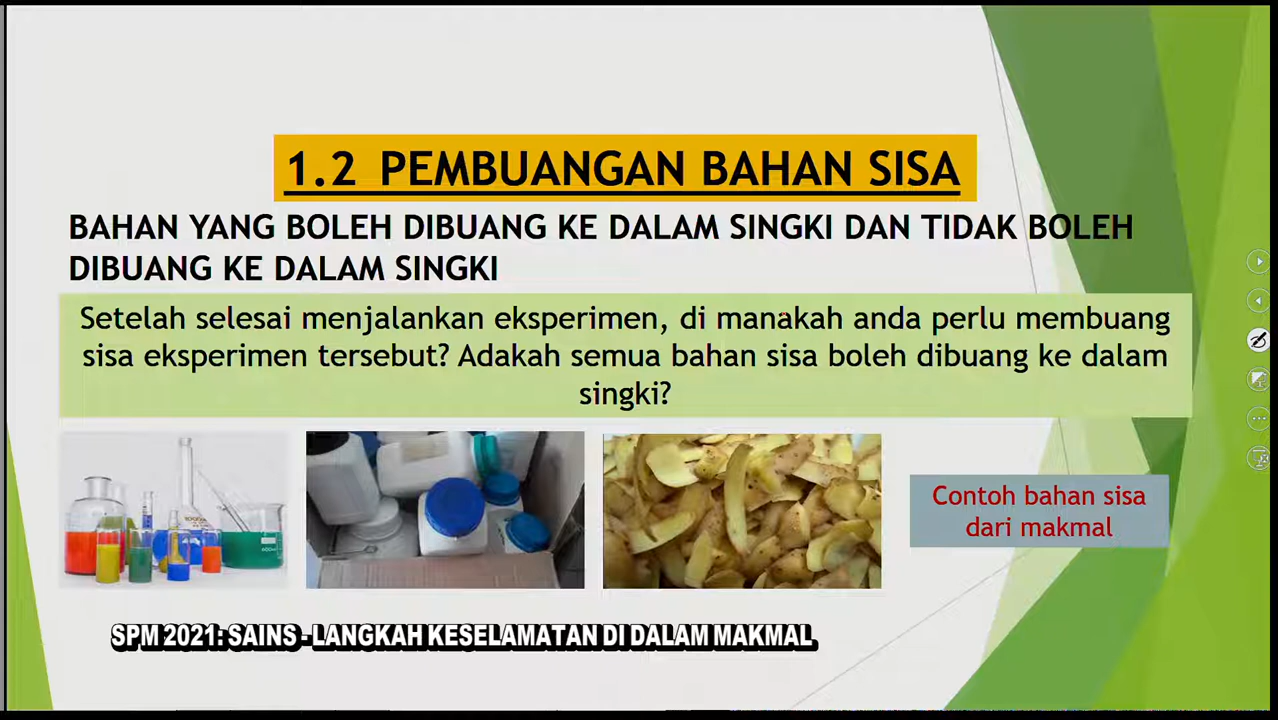 1.2 PEMBUANGAN BAHAN SISA
BAHAN YANG BOLEH DIBUANG KE DALAM SINGKI DAN TIDAK BOLEH
DIBUANG KE DALAM SINGKI
Setelah selesai menjalankan eksperimen, di manakah anda perlu membuang
sisa eksperimen tersebut? Adakah semua bahan sisa boleh dibuang ke dalam
singki?
Contoh bahan sisa
dari makmal
SPM 2021: SAINS - LANGKAH KESELAMATAN DI DALAM MAKMAL